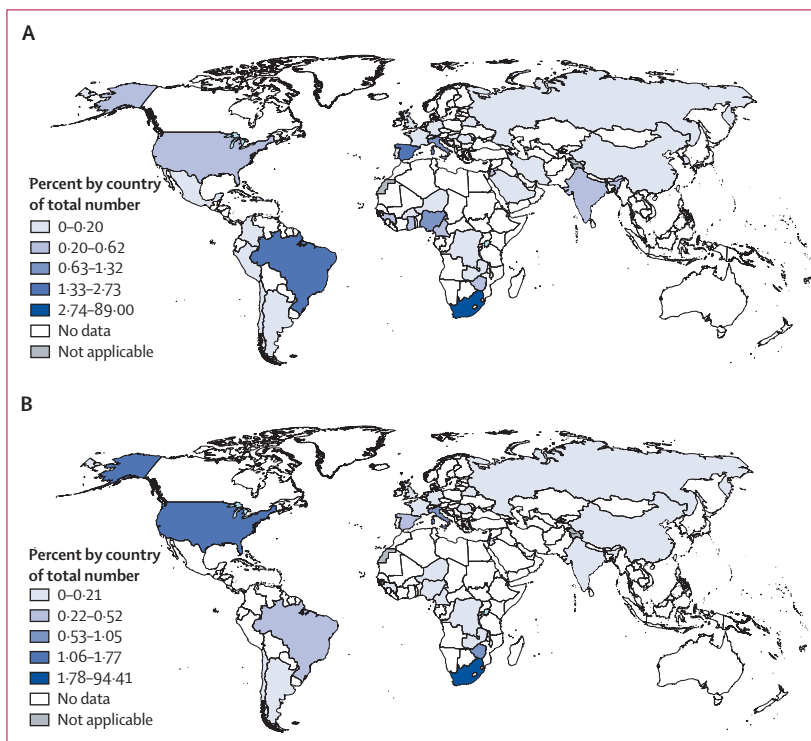 A
Percent by country
of total number
0–0·20
0·20–0·62
0·63–1·32
1·33–2·73
2·74–89·00
No data
Not applicable
B
Percent by country
of total number
0–0·21
0·22–0·52
0·53–1·05
1·06–1·77
1·78–94·41
No data
Not applicable